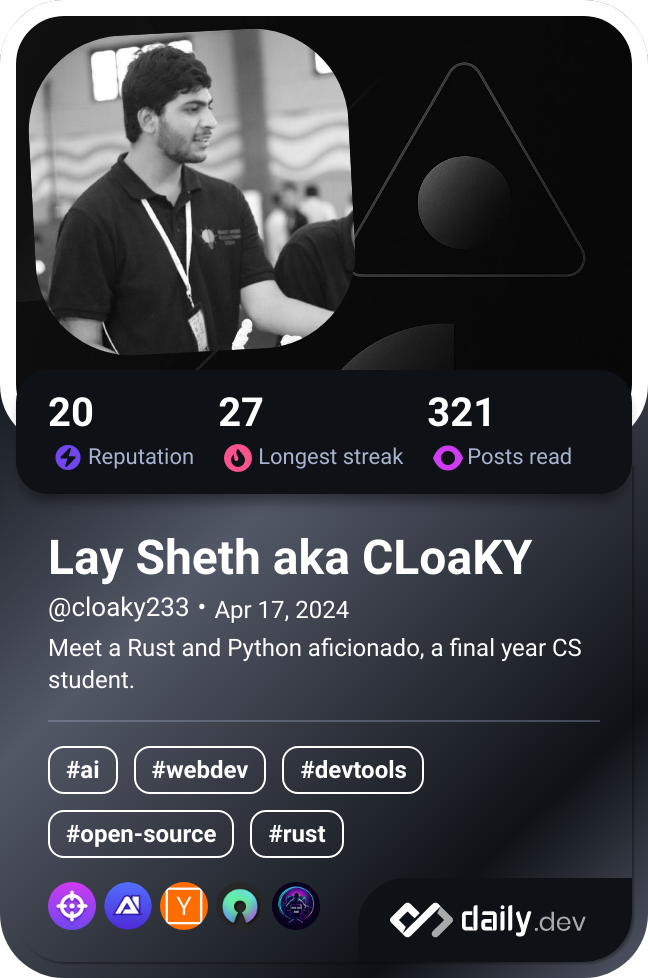 20
27
321
Reputation
Longest streak
Posts read
Lay Sheth aka CLoaKY
@cloaky233 • Apr 17, 2024
Meet a Rust and Python aficionado, a final year CS
student.
#ai
#webdev
#devtools
#open-source
#rust
Y
daily.dev